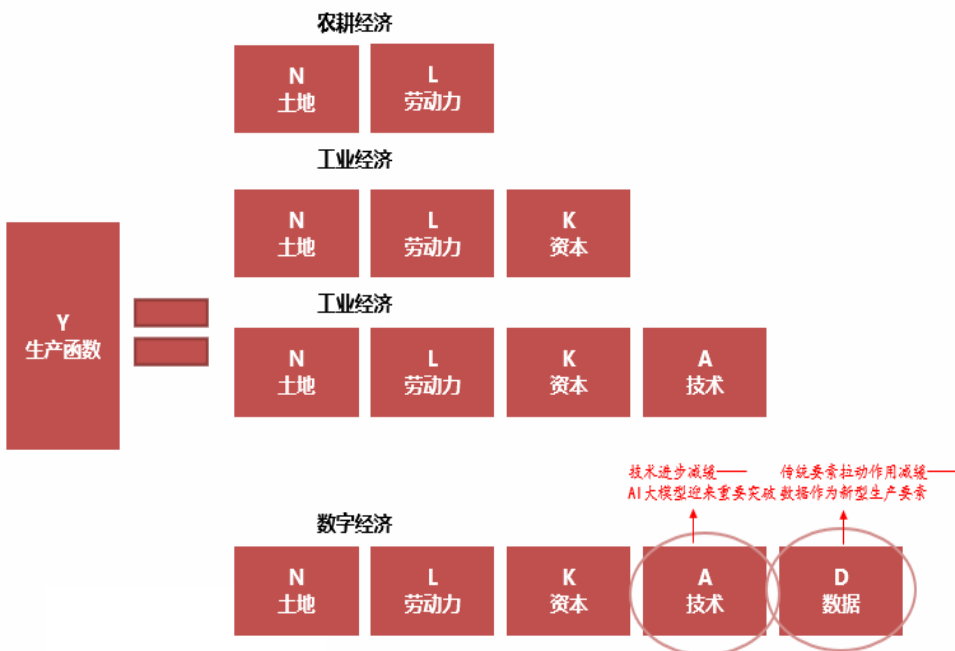 农耕经济
N
土地
L
劳动力
工业经济
N
土地
L
劳动力
K
资本
Y
生产函数
工业经济
N
土地
L
劳动力
K
资本
A
技术
技术进步减缓——
AI大模型迎来重要突破
传统要素拉动作用减缓——
数据作为新型生产要素
数字经济
N
土地
L
劳动力
K
资本
A
技术
D
数据